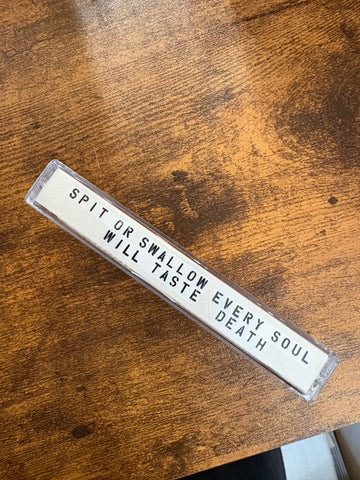 SPIT OR SWALLOW EVERY SOUL
WILL TASTE DEATH